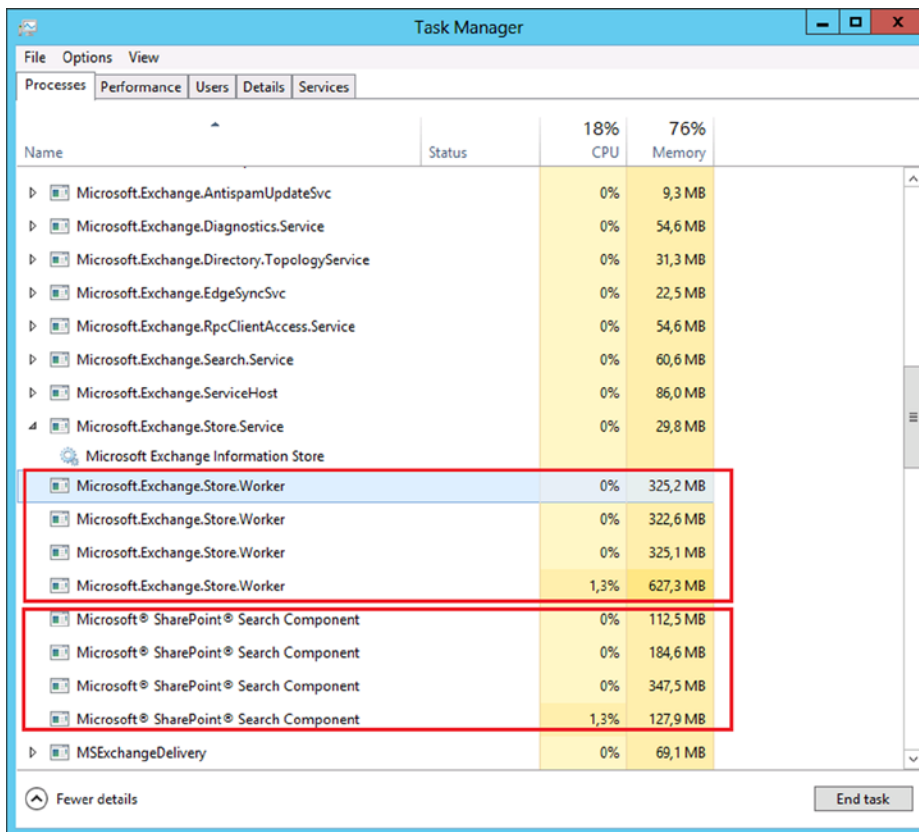 Task Manager
File Options View
Processes Performance Users Details Services
18% 76%
Name Status CPU Memory
Microsoft.Exchange.AntispamUpdateSvc 0% 9,3 MB
Microsoft.Exchange.Diagnostics.Service 0% 54,6 MB
Microsoft.Exchange.Directory.TopologyService 0% 31,3 MB
Microsoft.Exchange.EdgeSyncSvc 0% 22,5 MB
Microsoft.Exchange.RpcClientAccess.Service 0% 54,6 MB
Microsoft.Exchange.Search.Service 0% 60,6 MB
Microsoft.Exchange.ServiceHost 0% 86,0 MB
Microsoft.Exchange.Store.Service 0% 29,8 MB
Microsoft Exchange Information Store
Microsoft.Exchange.Store.Worker 0% 325,2 MB
Microsoft.Exchange.Store.Worker 0% 322,6 MB
Microsoft.Exchange.Store.Worker 0% 325,1 MB
Microsoft.Exchange.Store.Worker 1,3% 627,3 MB
Microsoft® SharePoint® Search Component 0% 112,5 MB
Microsoft® SharePoint® Search Component 0% 184,6 MB
Microsoft® SharePoint® Search Component 0% 347,5 MB
Microsoft® SharePoint® Search Component 1,3% 127,9 MB
MSExchangeDelivery 0% 69,1 MB
Fewer details End task